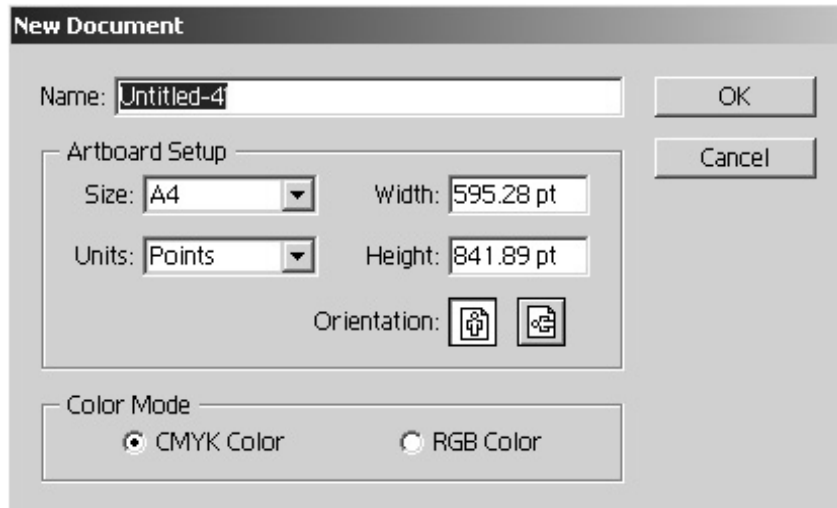 New Document
Name: Untitled-4
OK
Artboard Setup
Cancel
Size: A4
Width: 595.28 pt
Units: Points
Height: 841.89 pt
Orientation:
Color Mode
CMYK Color
RGB Color